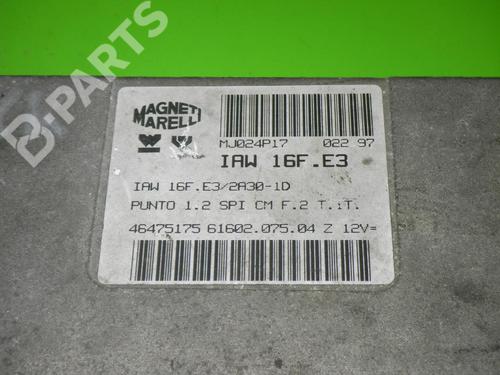 MAGNETI
MARELLI
MJ024P17 022 97
IAW 16F.E3
IAW 16F.E3/2A30-1D
PUNTO 1.2 SPI CM F.2 T.:T.
46475175 61602.075.04 Z 12V=
B-PARTS
B-PARTS